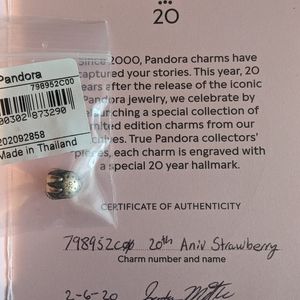 20
Since 2000, Pandora charms have
captured your stories. This year, 20
years after the release of the iconic
Pandora jewelry, we celebrate by
launching a special collection of
limited edition charms from our
archives. True Pandora collectors'
pieces, each charm is engraved with
a special 20 year hallmark.
Pandora
798952C00
00302 873290
202092858
Made in Thailand
CERTIFICATE OF AUTHENTICITY
798952C00 20th Aniv Strawberry
Charm number and name
2-6-20